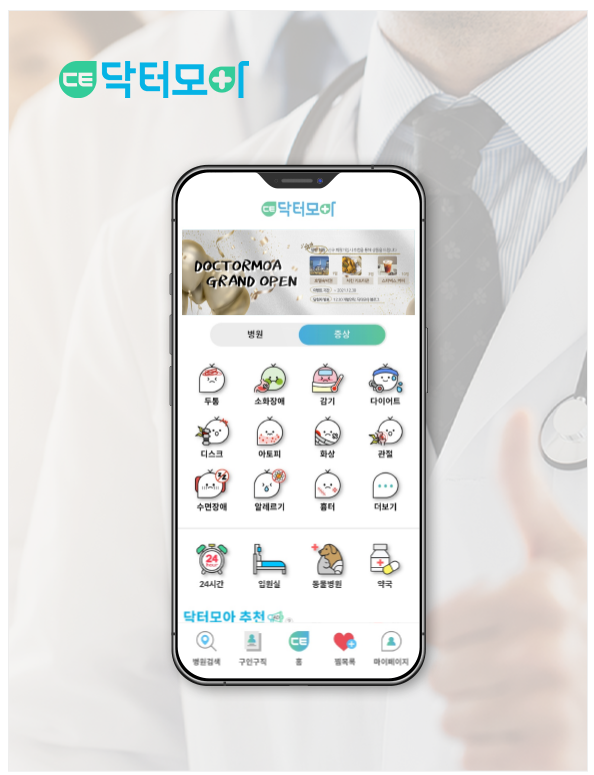 CE 닥터모아
CE 닥터모아
DOCTORMOA
GRAND OPEN
병원 증상
두통 소화장애 감기 다이어트
디스크 아토피 화상 관절
수면장애 알레르기 흉터 더보기
24
24시간 입원실 동물병원 약국
닥터모아 추천
CE
병원검색 구인구직 홈 찜목록 마이페이지